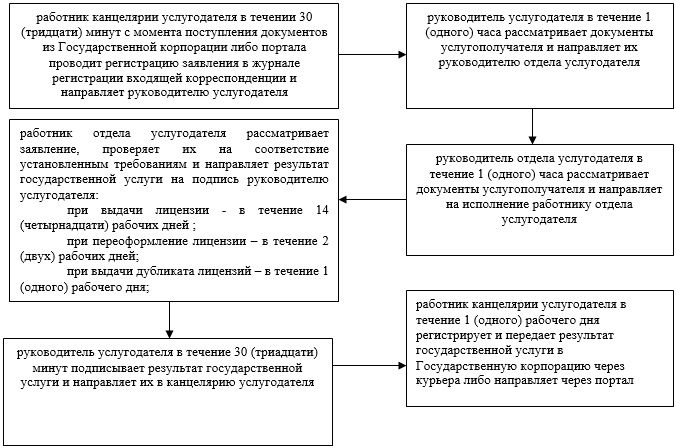 работник канцелярии услугодателя в течении 30
(тридцати) минут с момента поступления документов
из Государственной корпорации либо портала
проводит регистрацию заявления в журнале
регистрации входящей корреспонденции и
направляет руководителю услугодателя
руководитель услугодателя в течение 1
(одного) часа рассматривает документы
услугополучателя и направляет их
руководителю отдела услугодателя
руководитель отдела услугодателя в
течение 1 (одного) часа рассматривает
документы услугополучателя и направляет
на исполнение работнику отдела
услугодателя
работник отдела услугодателя рассматривает
заявление, проверяет их на соответствие
установленным требованиям и направляет результат
государственной услуги на подпись руководителю
услугодателя:
при выдачи лицензии - в течение 14
(четырнадцати) рабочих дней ;
при переоформление лицензии – в течение 2
(двух) рабочих дней;
при выдачи дубликата лицензий – в течение 1
(одного) рабочего дня;
руководитель услугодателя в течение 30 (триадцати)
минут подписывает результат государственной
услуги и направляет их в канцелярию услугодателя
работник канцелярии услугодателя в
течение 1 (одного) рабочего дня
регистрирует и передает результат
государственной услуги в
Государственную корпорацию через
курьера либо направляет через портал